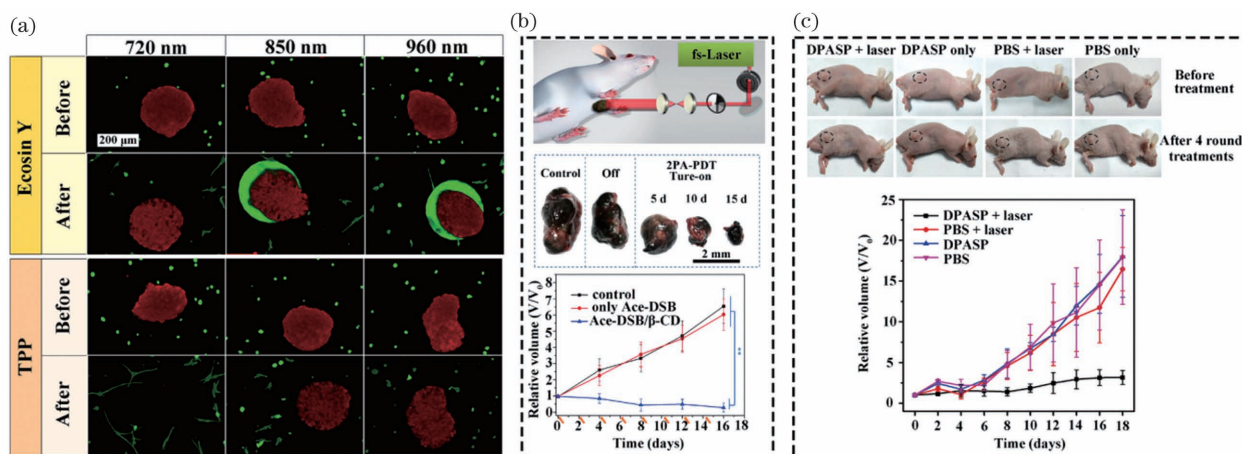 (a)
720 nm 850 nm 960 nm
Ecosin Y
Before
200 μm
After
TPP
Before
After
(b)
fs-Laser
Control Off 2PA-PDT
Ture-on
5 d 10 d 15 d
2 mm
Relative volume (V/V0)
8
7
6
5
4
3
2
1
0
control
only Ace-DSB
Ace-DSB/β-CD
**
0 2 4 6 8 10 12 14 16 18
Time (days)
(c)
DPASP + laser DPASP only PBS + laser PBS only
Before
treatment
After 4 round
treatments
Relative volume (V/V0)
25
20
15
10
5
0
DPASP + laser
PBS + laser
DPASP
PBS
0 2 4 6 8 10 12 14 16 18
Time (days)